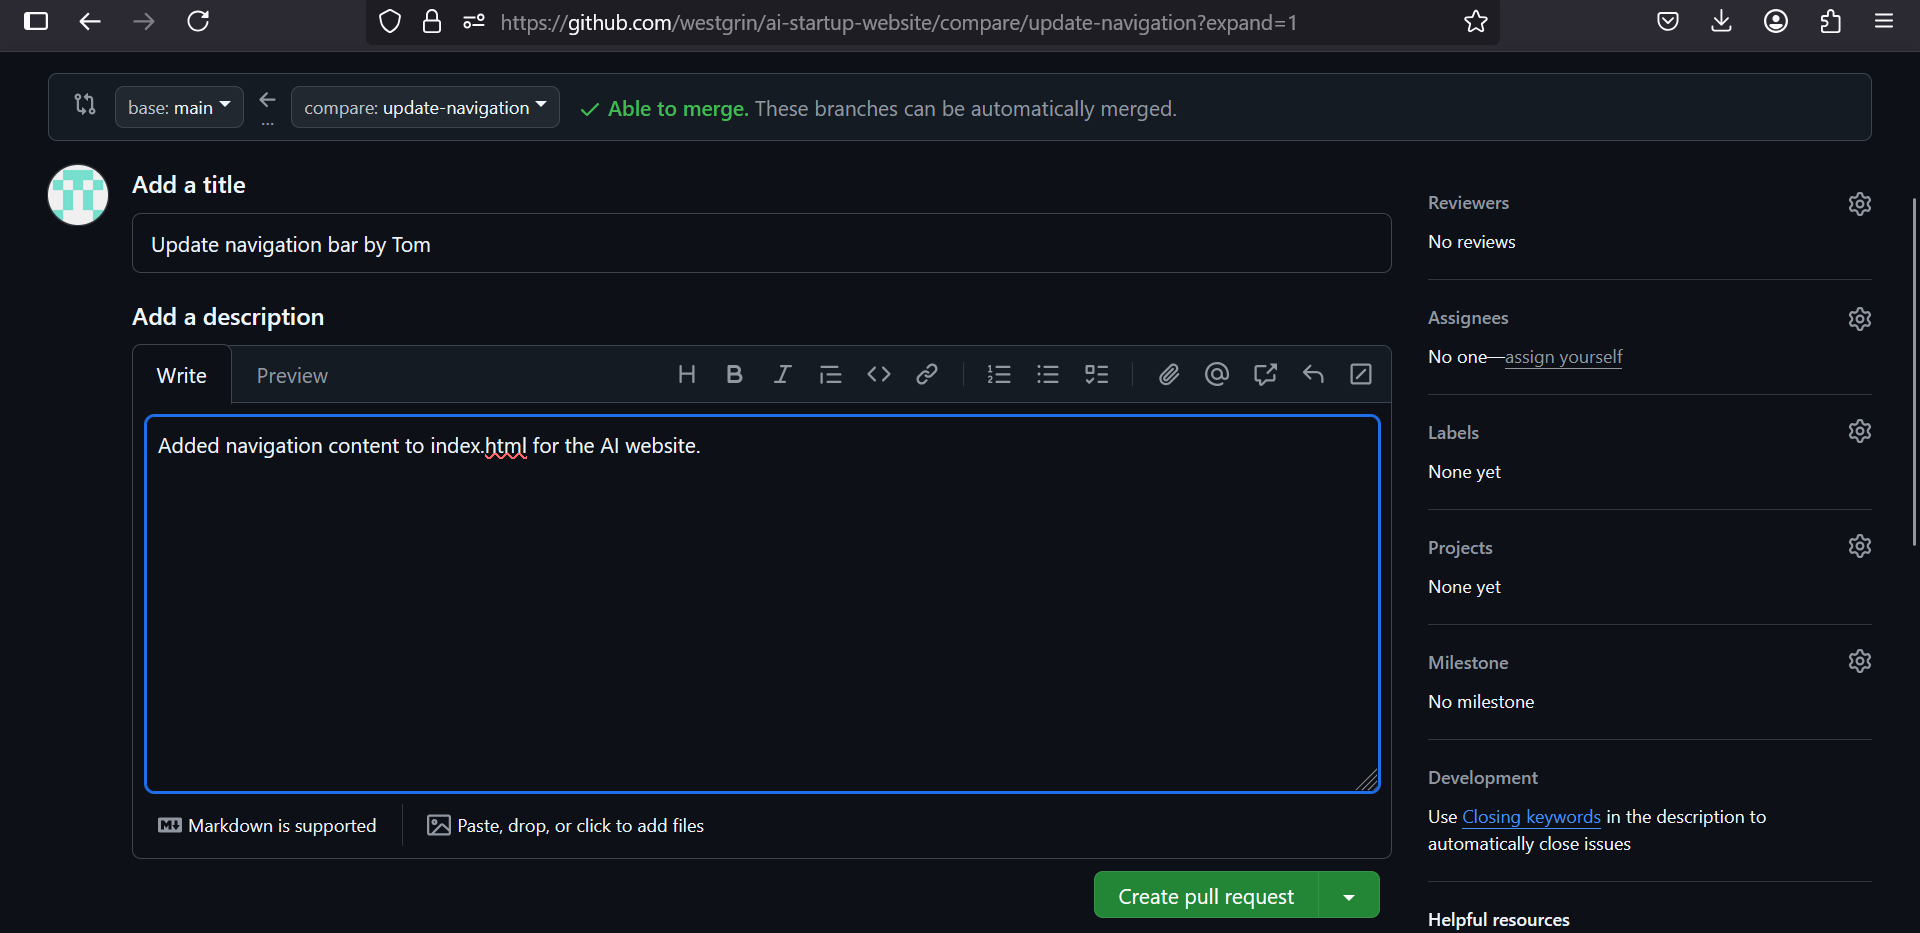 https://github.com/westgrin/ai-startup-website/compare/update-navigation?expand=1
base: main
...
compare: update-navigation
Able to merge. These branches can be automatically merged.
Add a title
Update navigation bar by Tom
Add a description
Write
Preview
H
B
I
Added navigation content to index.html for the AI website.
Markdown is supported
Paste, drop, or click to add files
Create pull request
Reviewers
No reviews
Assignees
No one—assign yourself
Labels
None yet
Projects
None yet
Milestone
No milestone
Development
Use Closing keywords in the description to
automatically close issues
Helpful resources